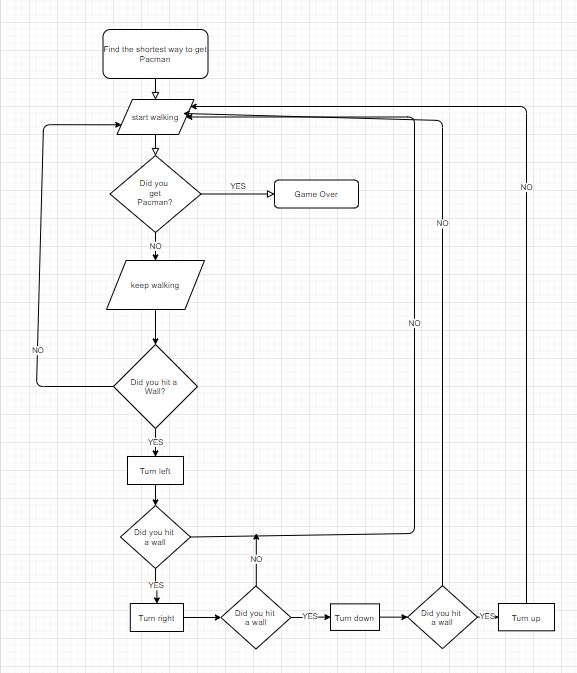 Find the shortest way to get
Pacman
start walking
Did you
get
Pacman?
YES
Game Over
NO
NO
NO
keep walking
NO
NO
Did you hit a
Wall?
YES
Turn left
Did you hit
a wall
NO
YES
Turn right
Did you hit
a wall
YES
Turn down
Did you hit
a wall
YES
Turn up